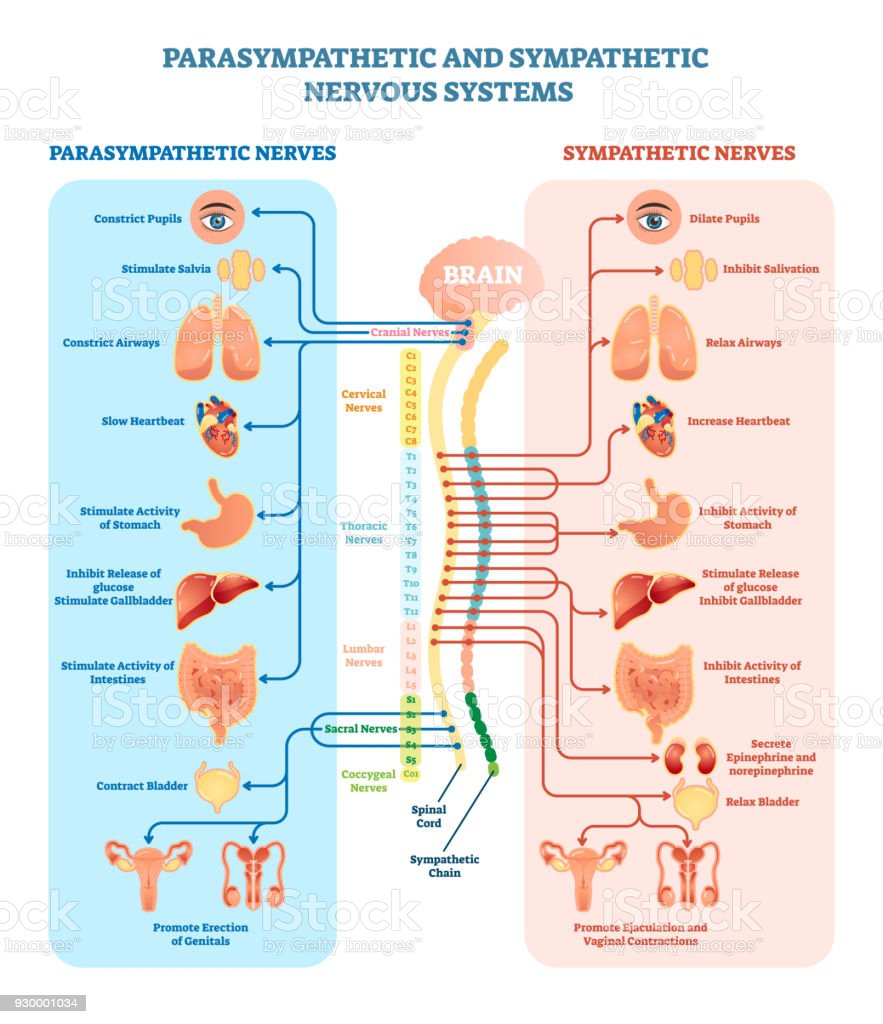 PARASYMPATHETIC AND SYMPATHETIC
NERVOUS SYSTEMS
PARASYMPATHETIC NERVES
Constrict Pupils
Stimulate Salvia
Constrict Airways
Slow Heartbeat
Stimulate Activity
of Stomach
Inhibit Release of
glucose
Stimulate Gallbladder
Stimulate Activity of
Intestines
Contract Bladder
Promote Erection
of Genitals
BRAIN
Cranial Nerves
Cervical
Nerves
C1
C2
C3
C4
C5
C6
C7
C8
Thoracic
Nerves
T1
T2
T3
T4
T5
T6
T7
T8
T9
T10
T11
T12
Lumbar
Nerves
L1
L2
L3
L4
L5
Sacral Nerves
S1
S2
S3
S4
S5
Coccygeal
Nerves
Co1
Spinal
Cord
Sympathetic
Chain
SYMPATHETIC NERVES
Dilate Pupils
Inhibit Salivation
Relax Airways
Increase Heartbeat
Inhibit Activity of
Stomach
Stimulate Release
of glucose
Inhibit Gallbladder
Inhibit Activity of
Intestines
Secrete
Epinephrine and
norepinephrine
Relax Bladder
Promote Ejaculation and
Vaginal Contractions
iStock
by Getty Images™
930001034